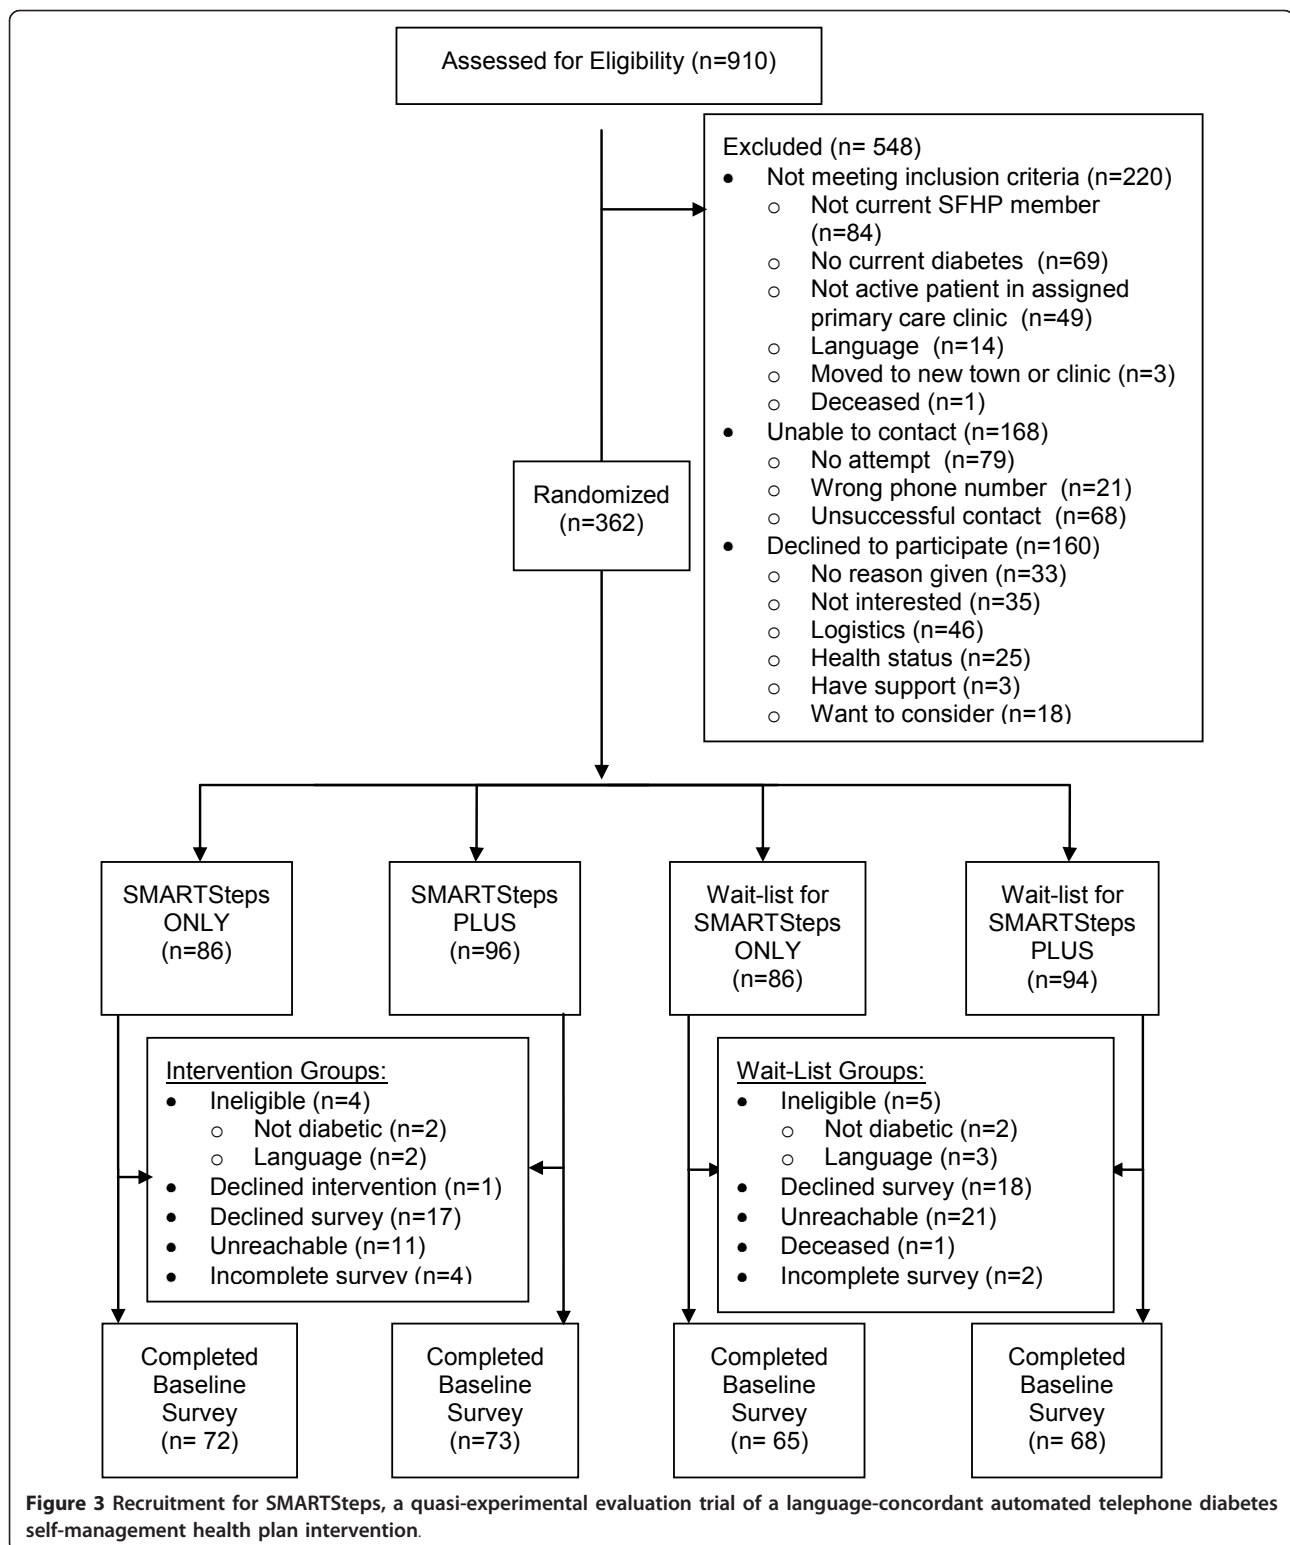 Assessed for Eligibility (n=910)
Excluded (n= 548)
• Not meeting inclusion criteria (n=220)
o Not current SFHP member
(n=84)
o No current diabetes (n=69)
o Not active patient in assigned
primary care clinic (n=49)
o Language (n=14)
o Moved to new town or clinic (n=3)
o Deceased (n=1)
• Unable to contact (n=168)
o No attempt (n=79)
o Wrong phone number (n=21)
o Unsuccessful contact (n=68)
• Declined to participate (n=160)
o No reason given (n=33)
o Not interested (n=35)
o Logistics (n=46)
o Health status (n=25)
o Have support (n=3)
o Want to consider (n=18)
Randomized
(n=362)
SMARTSteps
ONLY
(n=86)
SMARTSteps
PLUS
(n=96)
Wait-list for
SMARTSteps
ONLY
(n=86)
Wait-list for
SMARTSteps
PLUS
(n=94)
Intervention Groups:
• Ineligible (n=4)
o Not diabetic (n=2)
o Language (n=2)
• Declined intervention (n=1)
• Declined survey (n=17)
• Unreachable (n=11)
• Incomplete survey (n=4)
Wait-List Groups:
• Ineligible (n=5)
o Not diabetic (n=2)
o Language (n=3)
• Declined survey (n=18)
• Unreachable (n=21)
• Deceased (n=1)
• Incomplete survey (n=2)
Completed
Baseline
Survey
(n= 72)
Completed
Baseline
Survey
(n=73)
Completed
Baseline
Survey
(n= 65)
Completed
Baseline
Survey
(n= 68)
Figure 3 Recruitment for SMARTSteps, a quasi-experimental evaluation trial of a language-concordant automated telephone diabetes
self-management health plan intervention.